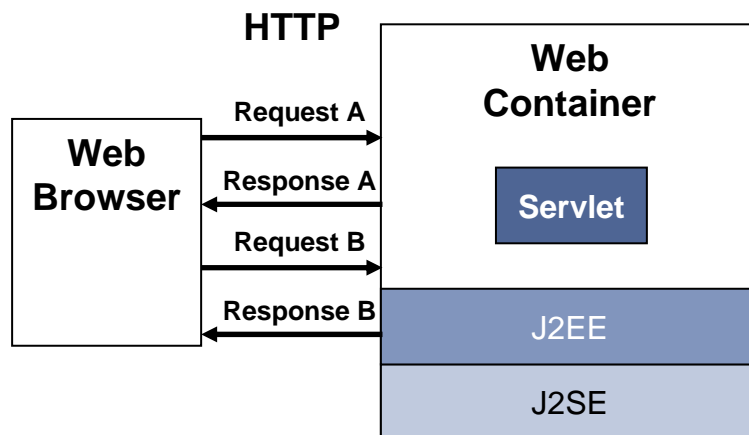 HTTP
Web
Container
Request A
Web
Browser
Response A
Servlet
Request B
Response B
J2EE
J2SE